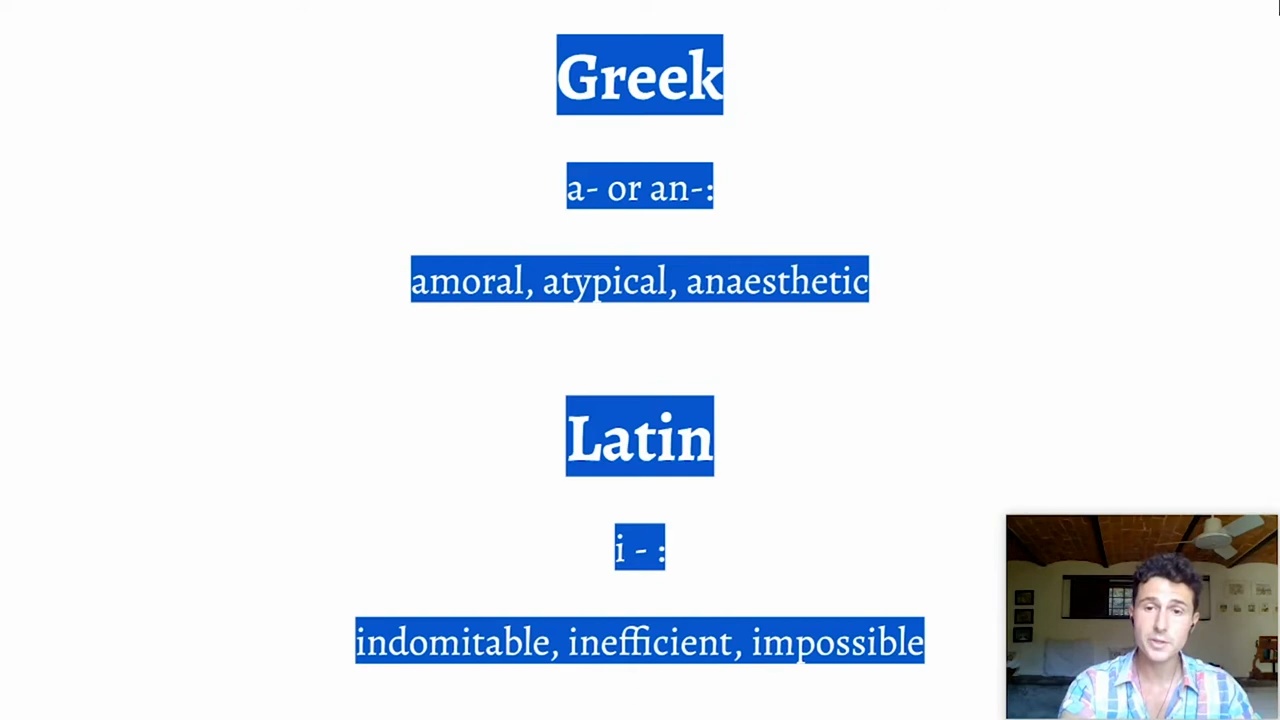 Greek
a- or an-:
amoral, atypical, anaesthetic
Latin
i - :
indomitable, inefficient, impossible